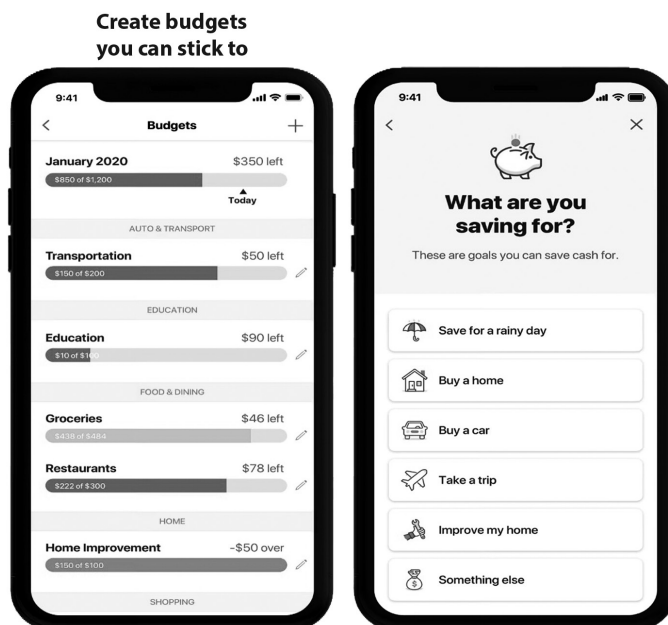 Create budgets
you can stick to
9:41
Budgets
January 2020
$350 left
$850 of $1,200
Today
AUTO & TRANSPORT
Transportation
$50 left
$150 of $200
EDUCATION
Education
$90 left
$10 of $100
FOOD & DINING
Groceries
$46 left
$438 of $484
Restaurants
$78 left
$222 of $300
HOME
Home Improvement
-$50 over
$150 of $100
SHOPPING
9:41
What are you
saving for?
These are goals you can save cash for.
Save for a rainy day
Buy a home
Buy a car
Take a trip
Improve my home
Something else